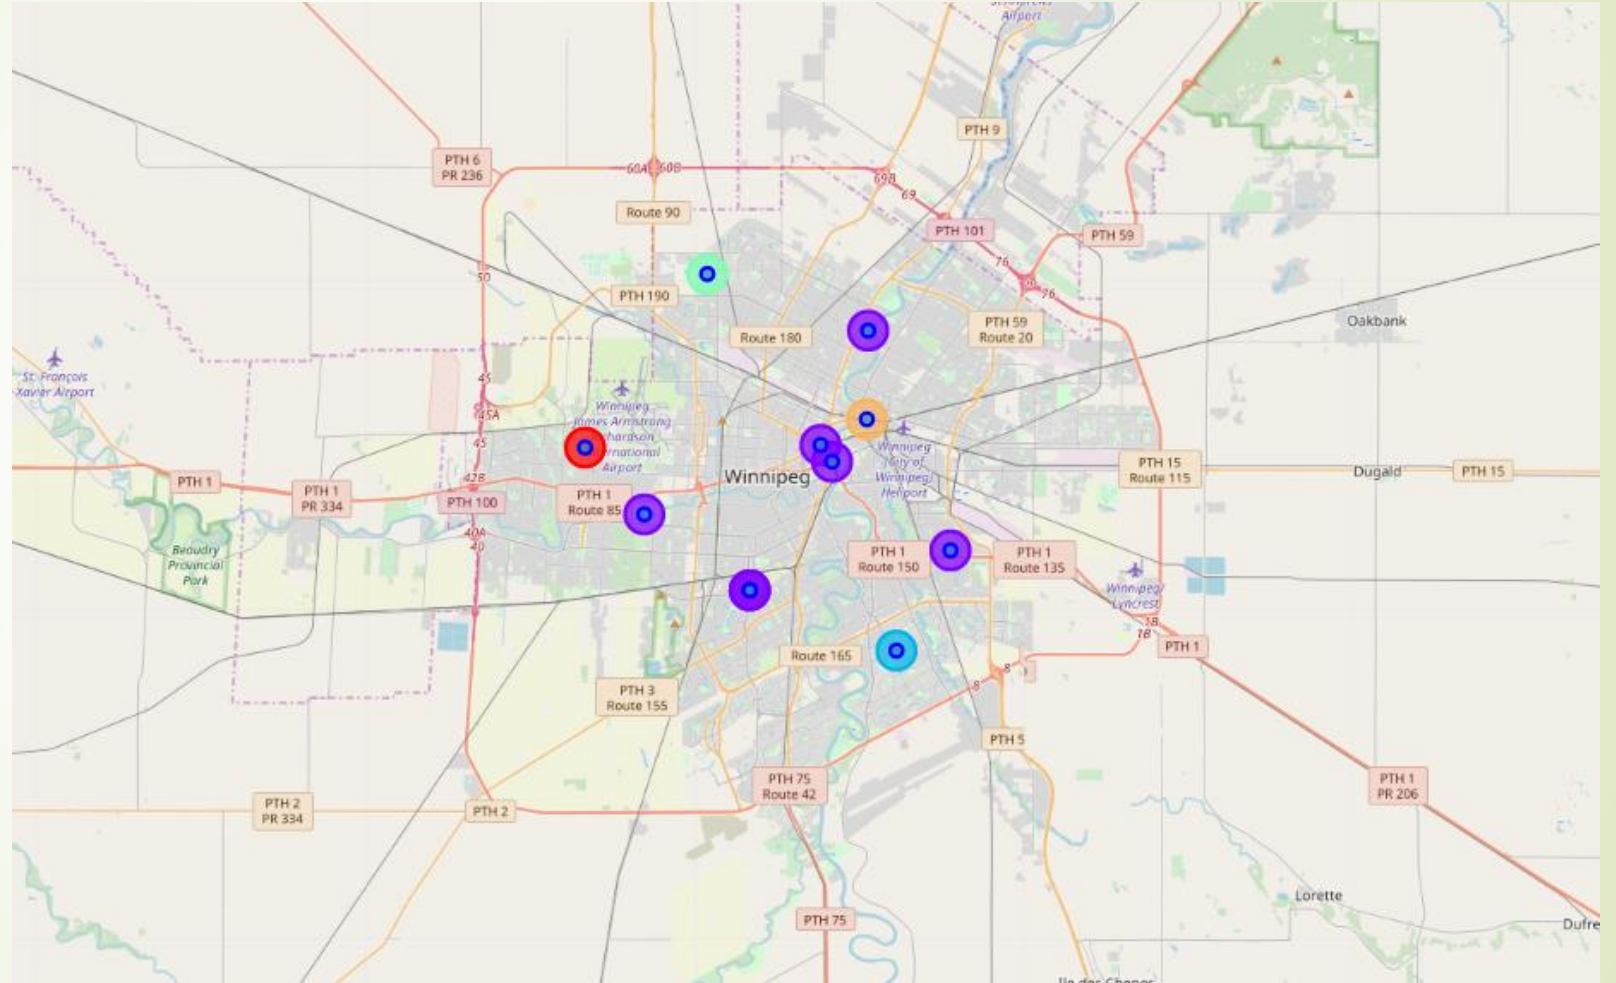 Airport
PTH 9
PTH 6
PR 236
60A
60B
69B
69
Route 90
PTH 101
PTH 59
76
76
50
PTH 190
Route 180
PTH 59
Route 20
Oakbank
St. François
Xavier Airport
45
45A
45
Winnipeg
James Armstrong
Richardson
International
Airport
Winnipeg
(City of
Winnipeg)
Heliport
Winnipeg
PTH 15
Route 115
Dugald
PTH 15
PTH 1
PTH 1
PR 334
42B
PTH 100
PTH 1
Route 85
40A
40
Beaudry
Provincial
Park
PTH 1
Route 150
PTH 1
Route 135
Winnipeg/
Lyncrest
1B
1B
PTH 1
Route 165
8
8
PTH 3
Route 155
PTH 5
PTH 75
Route 42
PTH 1
PR 206
PTH 2
PR 334
PTH 2
Lorette
PTH 75
Dufre